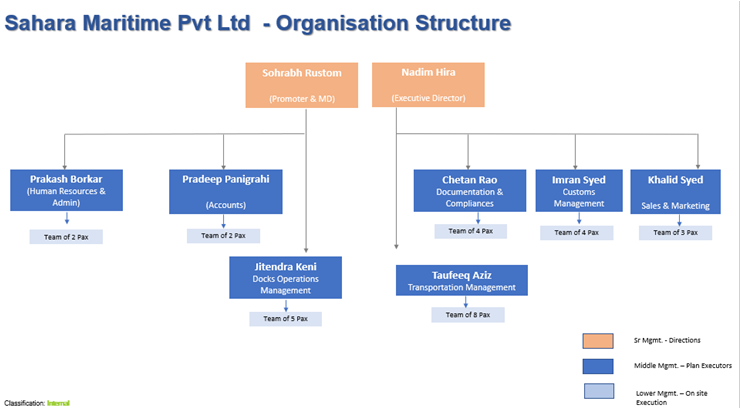 Sahara Maritime Pvt Ltd - Organisation Structure
Sohrabh Rustom
(Promoter & MD)
Nadim Hira
(Executive Director)
Prakash Borkar
(Human Resources &
Admin)
Team of 2 Pax
Pradeep Panigrahi
(Accounts)
Team of 2 Pax
Chetan Rao
Documentation &
Compliances
Team of 4 Pax
Imran Syed
Customs
Management
Team of 4 Pax
Khalid Syed
Sales & Marketing
Team of 3 Pax
Jitendra Keni
Docks Operations
Management
Team of 5 Pax
Taufeeq Aziz
Transportation Management
Team of 8 Pax
Sr Mgmt. - Directions
Middle Mgmt. – Plan Executors
Lower Mgmt. – On site
Execution
Classification: Internal